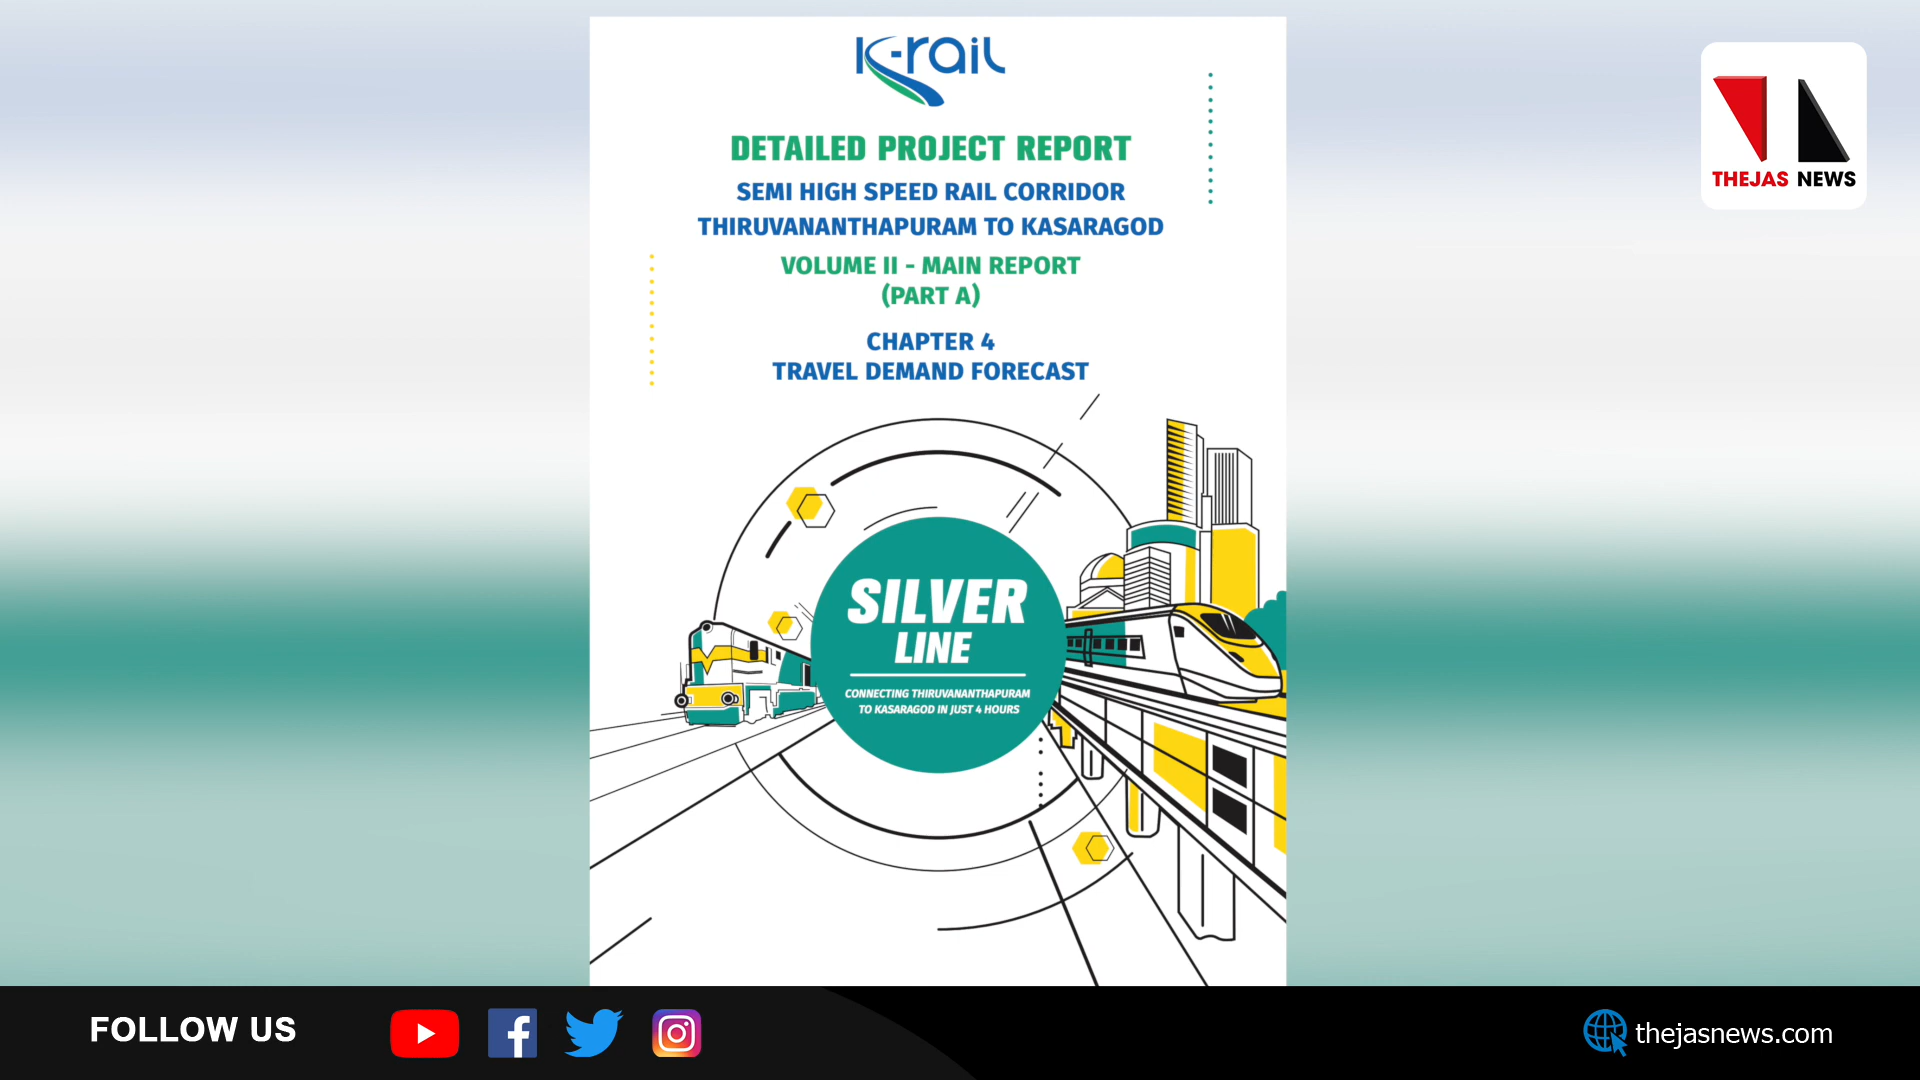 K-rail
DETAILED PROJECT REPORT
SEMI HIGH SPEED RAIL CORRIDOR
THIRUVANANTHAPURAM TO KASARAGOD
VOLUME II - MAIN REPORT
(PART A)
CHAPTER 4
TRAVEL DEMAND FORECAST
SILVER
LINE
CONNECTING THIRUVANANTHAPURAM
TO KASARAGOD IN JUST 4 HOURS
THEJAS NEWS
FOLLOW US
thejasnews.com